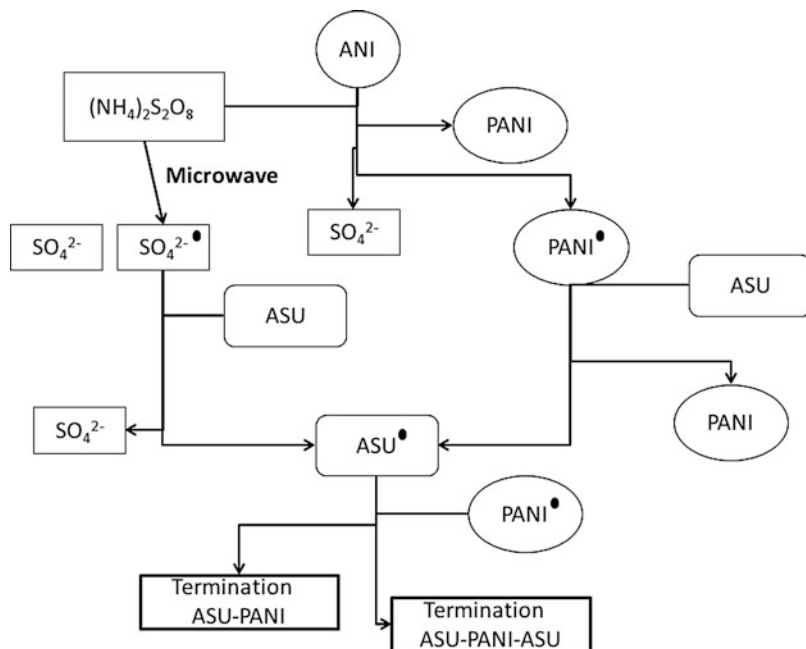 ANI
(NH₄)₂S₂O₈
PANI
Microwave
SO₄²⁻
SO₄²⁻•
SO₄²⁻
PANI•
ASU
ASU
SO₄²⁻
ASU•
PANI
PANI•
Termination
ASU-PANI
Termination
ASU-PANI-ASU